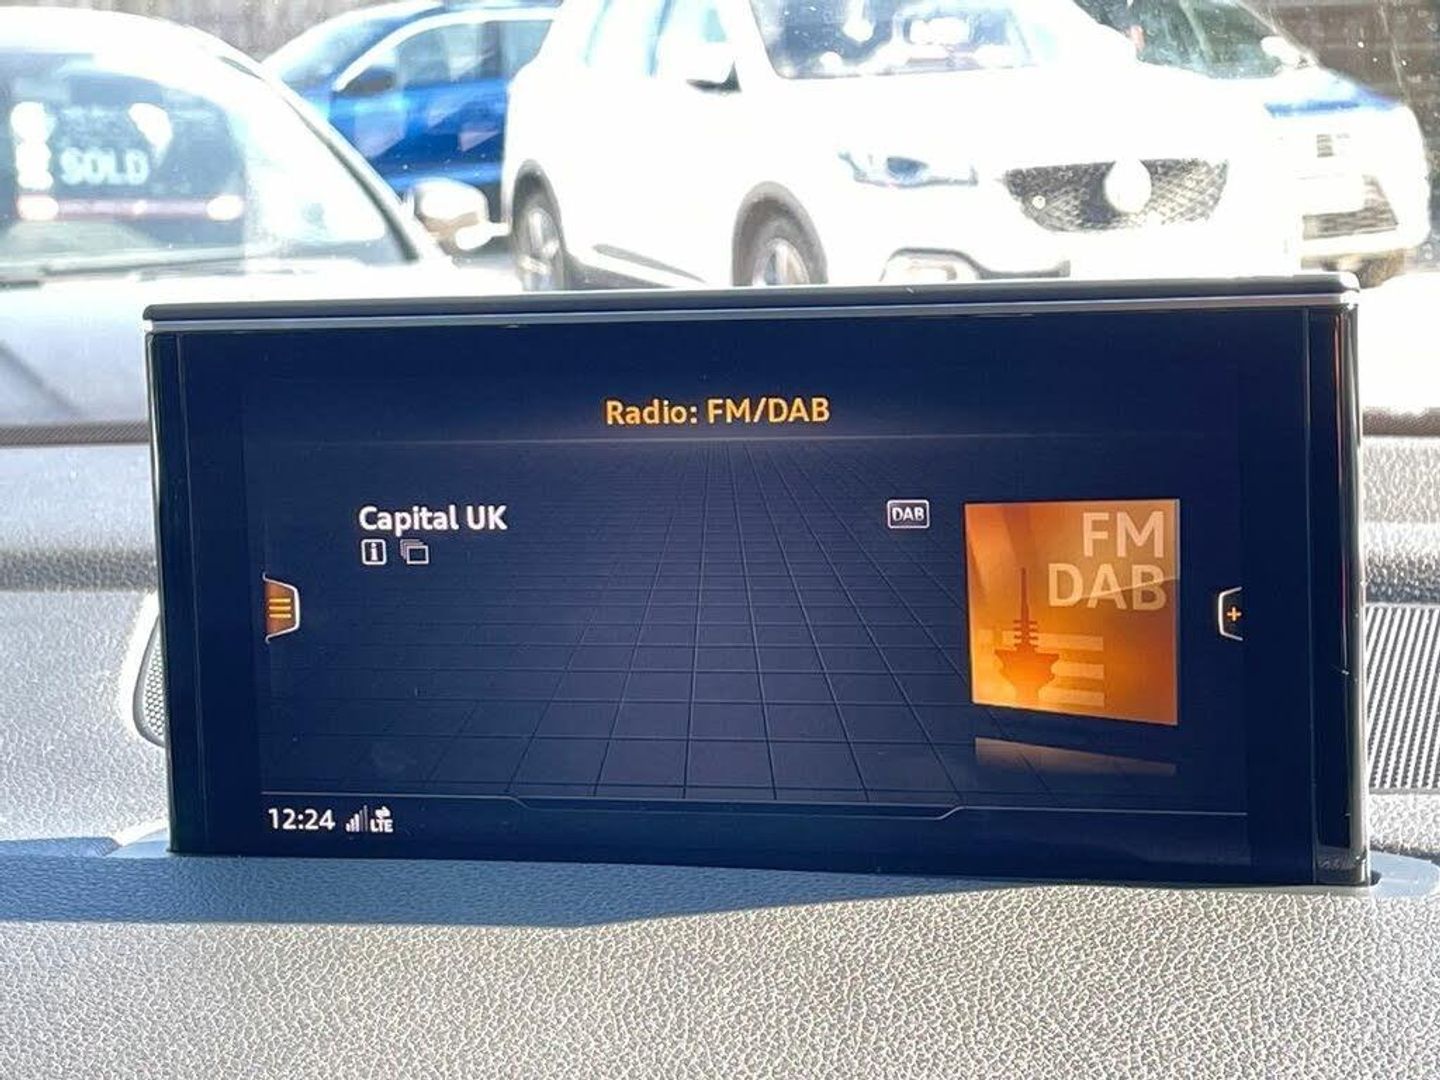 SOLD
Radio: FM/DAB
Capital UK
DAB
FM
DAB
12:24 LTE